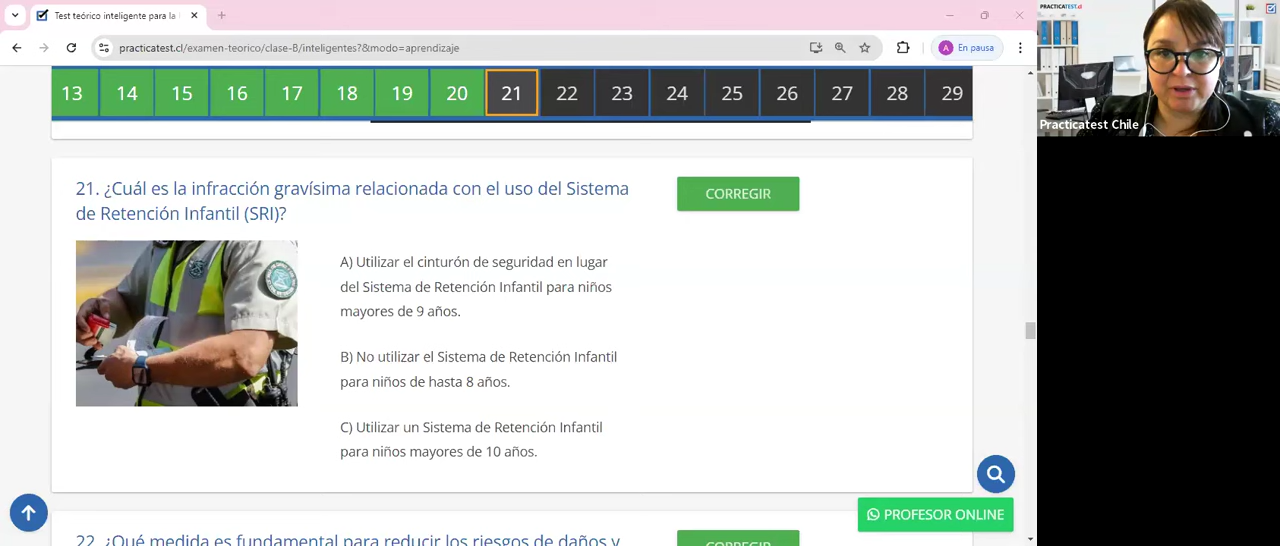 Test teórico inteligente para la
practicatest.cl/examen-teorico/clase-B/inteligentes?&modo=aprendizaje
A
En pausa
PRACTICATEST.cl
Practicatest Chile
13 14 15 16 17 18 19 20 21 22 23 24 25 26 27 28 29
21. ¿Cuál es la infracción gravísima relacionada con el uso del Sistema
de Retención Infantil (SRI)?
CORREGIR
A) Utilizar el cinturón de seguridad en lugar
del Sistema de Retención Infantil para niños
mayores de 9 años.
B) No utilizar el Sistema de Retención Infantil
para niños de hasta 8 años.
C) Utilizar un Sistema de Retención Infantil
para niños mayores de 10 años.
PROFESOR ONLINE
22. ¿Qué medida es fundamental para reducir los riesgos de daños y
CORREGIR